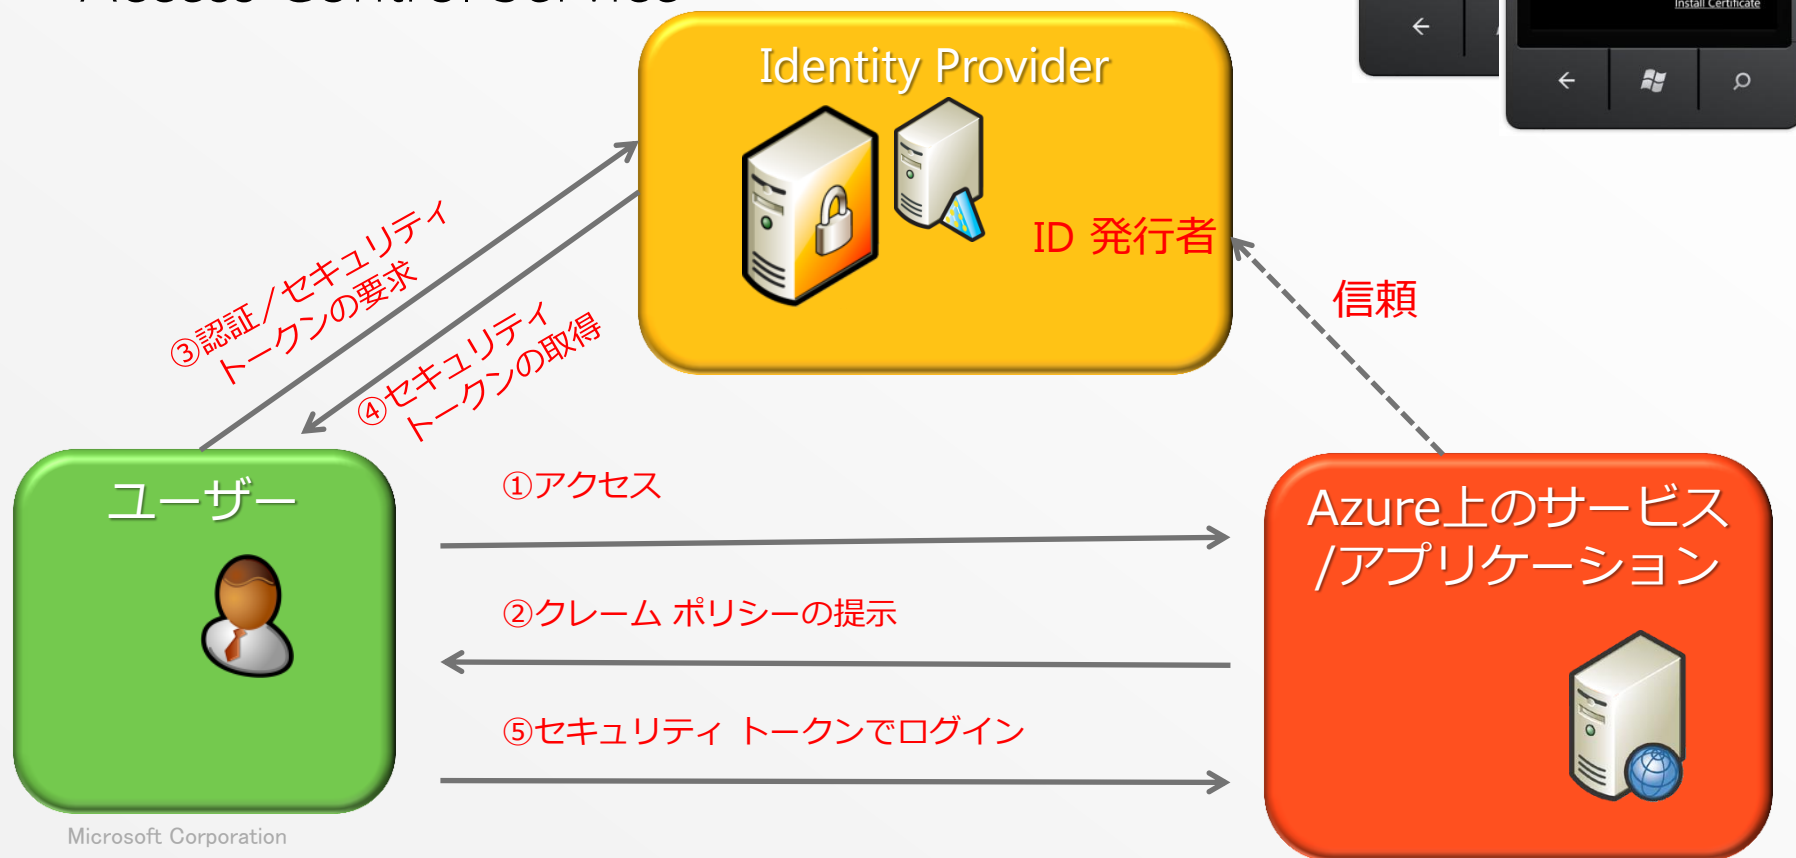 Access Control Service
Install Certificate
Identity Provider
ID 発行者
信頼
③認証／セキュリティ
トークンの要求
④セキュリティ
トークンの取得
ユーザー
①アクセス
②クレーム ポリシーの提示
⑤セキュリティ トークンでログイン
Azure上のサービス
/アプリケーション
Microsoft Corporation